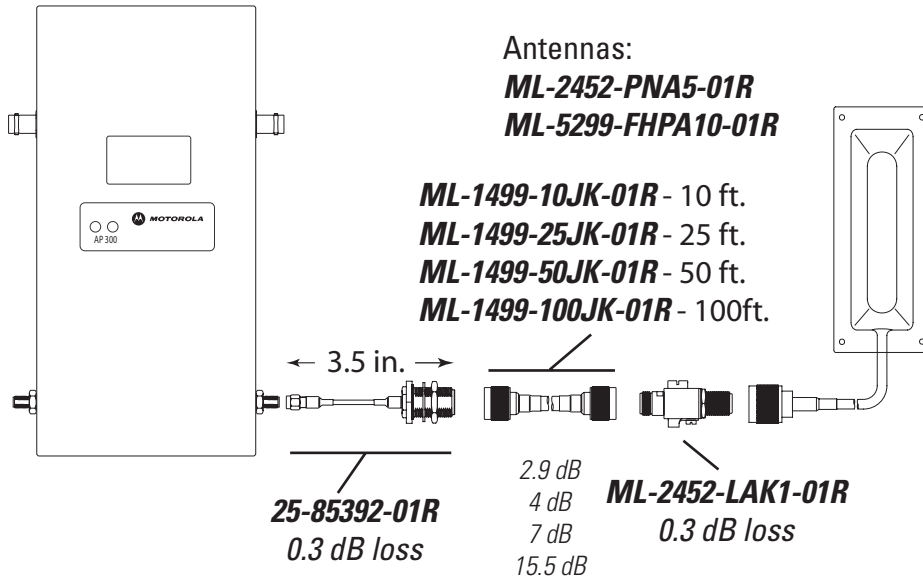 Antennas:
ML-2452-PNA5-01R
ML-5299-FHPA10-01R
ML-1499-10JK-01R - 10 ft.
ML-1499-25JK-01R - 25 ft.
ML-1499-50JK-01R - 50 ft.
ML-1499-100JK-01R - 100ft.
MOTOROLA
AP 300
3.5 in.
25-85392-01R
0.3 dB loss
2.9 dB
4 dB
7 dB
15.5 dB
ML-2452-LAK1-01R
0.3 dB loss